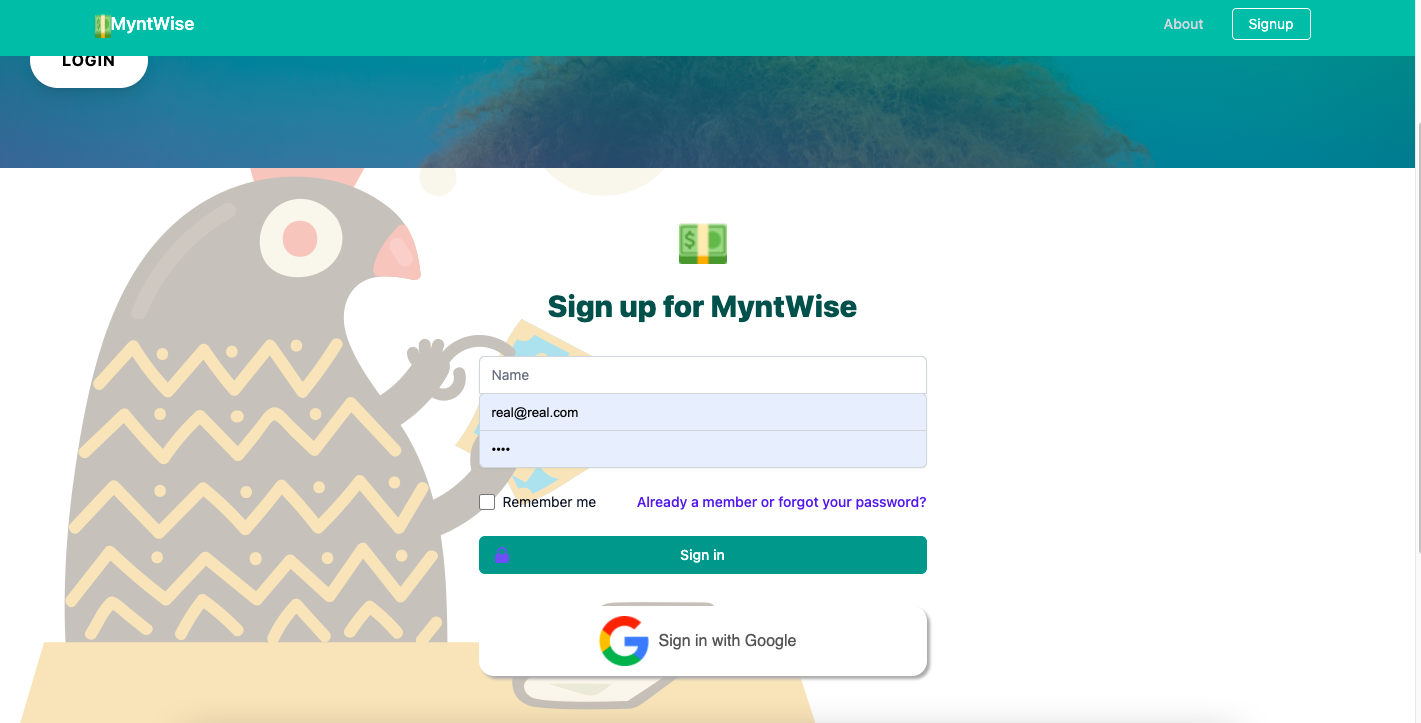 MyntWise
About
Signup
LOGIN
Sign up for MyntWise
Name
real@real.com
••••
Remember me
Already a member or forgot your password?
Sign in
Sign in with Google